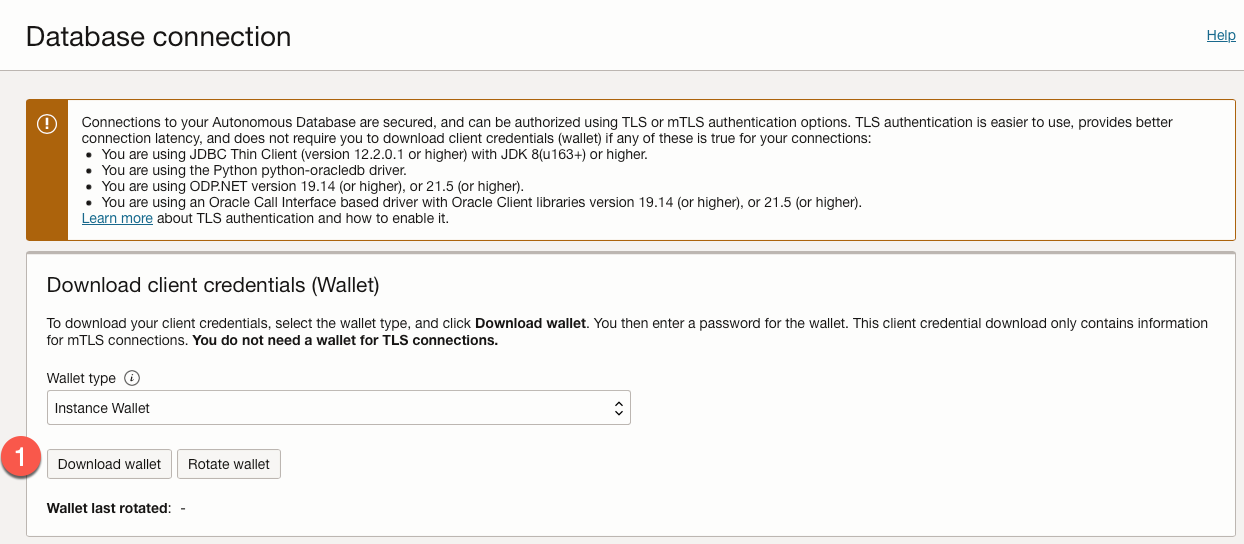 Database connection
Help
Connections to your Autonomous Database are secured, and can be authorized using TLS or mTLS authentication options. TLS authentication is easier to use, provides better
connection latency, and does not require you to download client credentials (wallet) if any of these is true for your connections:
• You are using JDBC Thin Client (version 12.2.0.1 or higher) with JDK 8(u163+) or higher.
• You are using the Python python-oracledb driver.
• You are using ODP.NET version 19.14 (or higher), or 21.5 (or higher).
• You are using an Oracle Call Interface based driver with Oracle Client libraries version 19.14 (or higher), or 21.5 (or higher).
Learn more about TLS authentication and how to enable it.
Download client credentials (Wallet)
To download your client credentials, select the wallet type, and click Download wallet. You then enter a password for the wallet. This client credential download only contains information
for mTLS connections. You do not need a wallet for TLS connections.
Wallet type
Instance Wallet
1
Download wallet Rotate wallet
Wallet last rotated: -